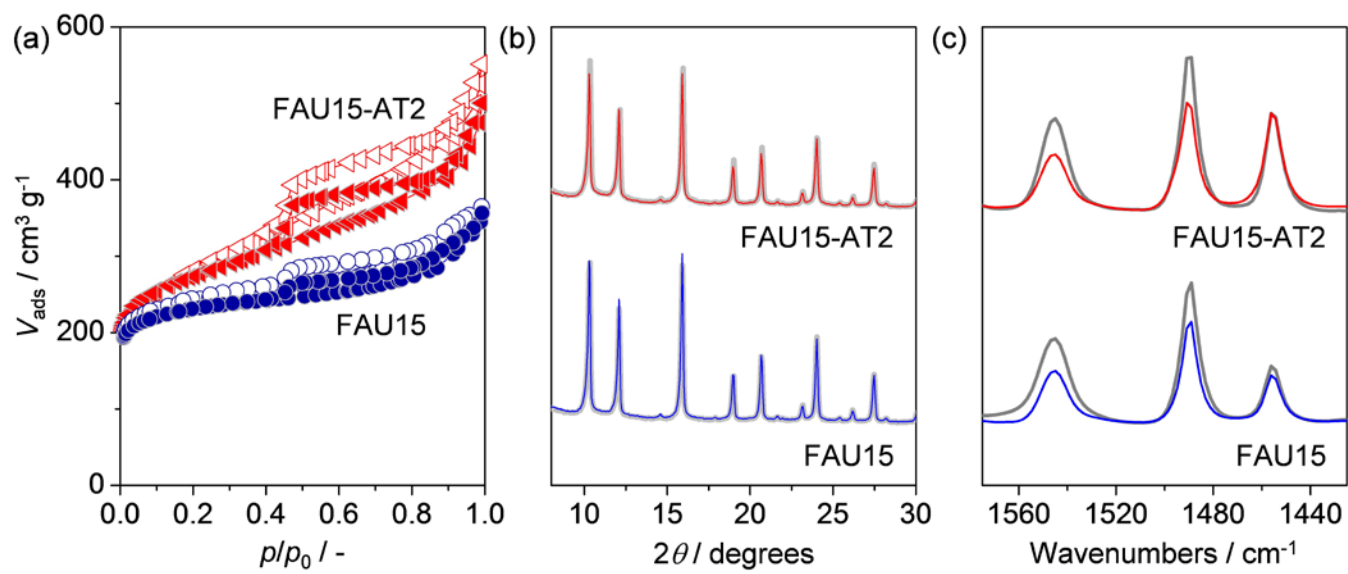 (a)
600
400
200
0
V_ads / cm³ g⁻¹
FAU15-AT2
FAU15
0.0 0.2 0.4 0.6 0.8 1.0
p/p₀ / -
(b)
FAU15-AT2
FAU15
10 15 20 25 30
2θ / degrees
(c)
FAU15-AT2
FAU15
1560 1520 1480 1440
Wavenumbers / cm⁻¹